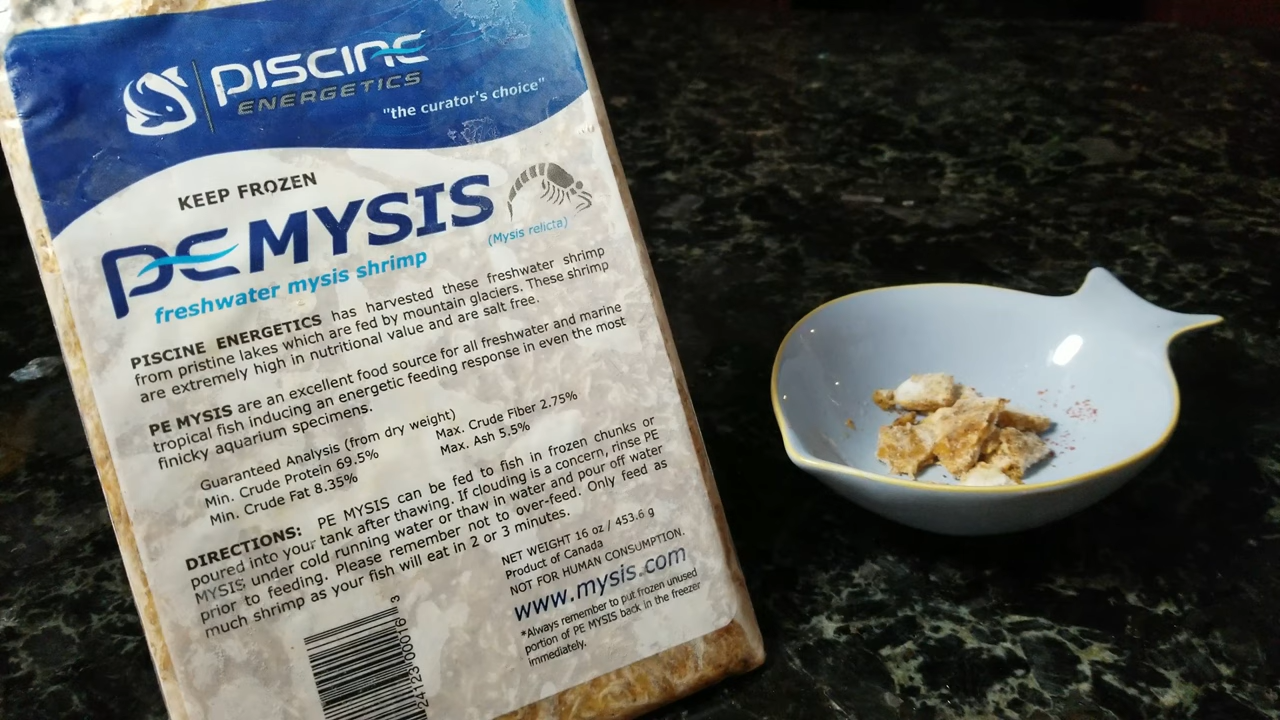 PISCINE
ENERGETICS
"the curator's choice"
KEEP FROZEN
PE MYSIS
(Mysis relicta)
freshwater mysis shrimp
PISCINE ENERGETICS has harvested these freshwater shrimp
from pristine lakes which are fed by mountain glaciers. These shrimp
are extremely high in nutritional value and are salt free.
PE MYSIS are an excellent food source for all freshwater and marine
tropical fish inducing an energetic feeding response in even the most
finicky aquarium specimens.
Guaranteed Analysis (from dry weight)
Min. Crude Protein 69.5% Max. Crude Fiber 2.75%
Min. Crude Fat 8.35% Max. Ash 5.5%
DIRECTIONS: PE MYSIS can be fed to fish in frozen chunks or
poured into your tank after thawing. If clouding is a concern, rinse PE
MYSIS under cold running water or thaw in water and pour off water
prior to feeding. Please remember not to over-feed. Only feed as
much shrimp as your fish will eat in 2 or 3 minutes.
NET WEIGHT 16 oz / 453.6 g
Product of Canada
NOT FOR HUMAN CONSUMPTION.
www.mysis.com
*Always remember to put frozen unused
portion of PE MYSIS back in the freezer
immediately.
24123 00016 3